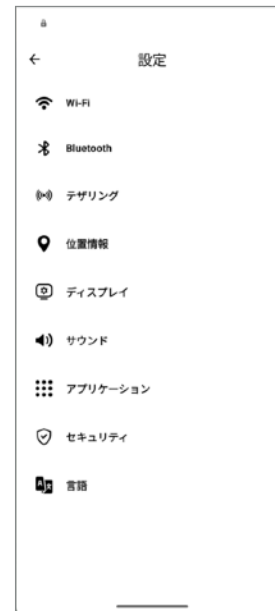 設定
Wi-Fi
Bluetooth
テザリング
位置情報
ディスプレイ
サウンド
アプリケーション
セキュリティ
言語